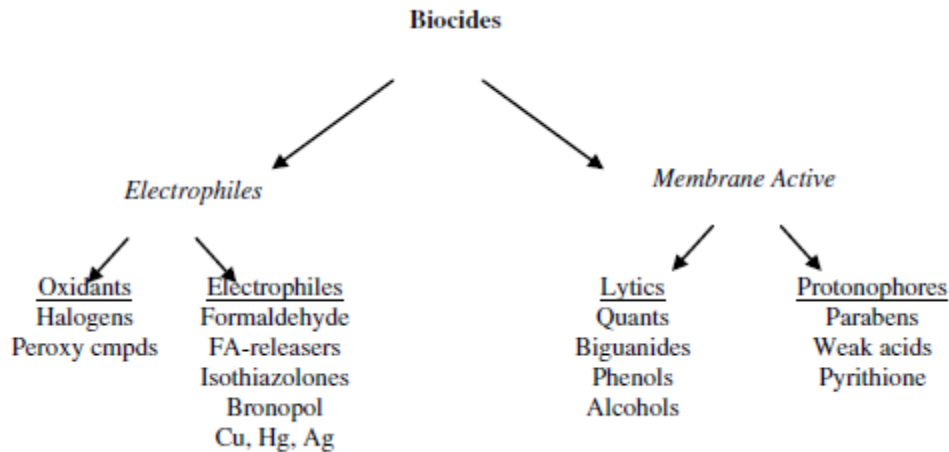 Biocides
Electrophiles
Membrane Active
Oxidants
Halogens
Peroxy cmpds
Electrophiles
Formaldehyde
FA-releasers
Isothiazolones
Bronopol
Cu, Hg, Ag
Lytics
Quants
Biguanides
Phenols
Alcohols
Protonophores
Parabens
Weak acids
Pyrithione